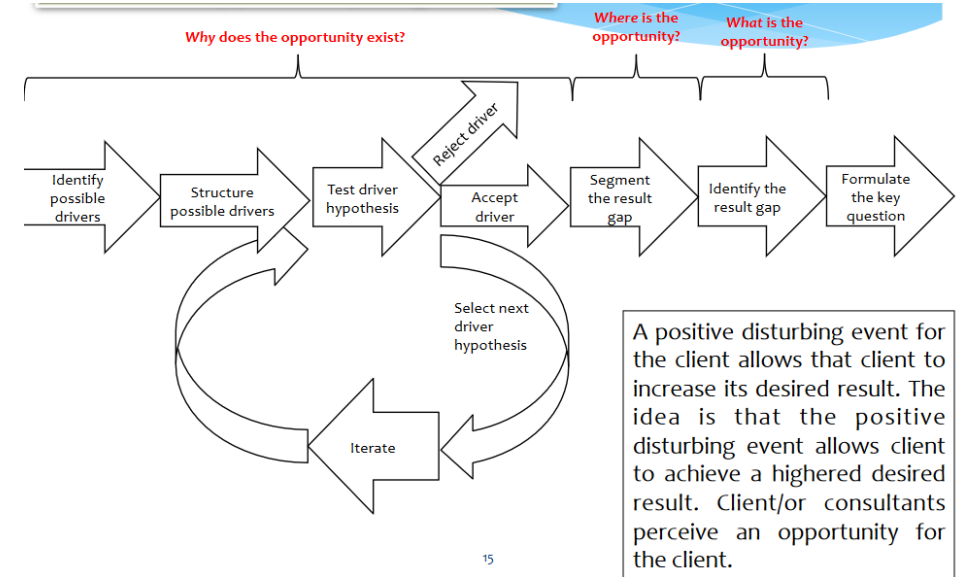 Why does the opportunity exist?
Where is the
opportunity?
What is the
opportunity?
Identify
possible
drivers
Structure
possible drivers
Test driver
hypothesis
Reject driver
Accept
driver
Segment
the result
gap
Identify the
result gap
Formulate
the key
question
Select next
driver
hypothesis
Iterate
A positive disturbing event for
the client allows that client to
increase its desired result. The
idea is that the positive
disturbing event allows client
to achieve a highered desired
result. Client/or consultants
perceive an opportunity for
the client.
15